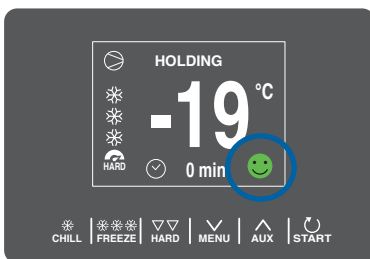 HOLDING
-19 °C
HARD
0 min
CHILL FREEZE HARD MENU AUX START